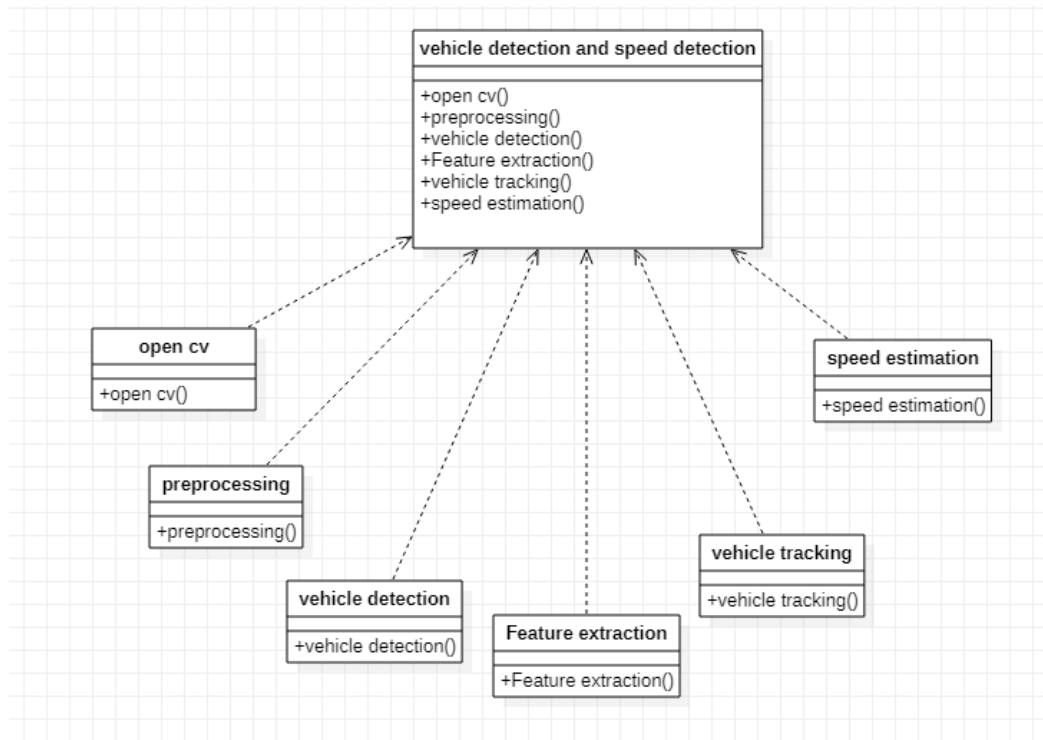 vehicle detection and speed detection
+open cv()
+preprocessing()
+vehicle detection()
+Feature extraction()
+vehicle tracking()
+speed estimation()
open cv
+open cv()
speed estimation
+speed estimation()
preprocessing
+preprocessing()
vehicle tracking
+vehicle tracking()
vehicle detection
+vehicle detection()
Feature extraction
+Feature extraction()